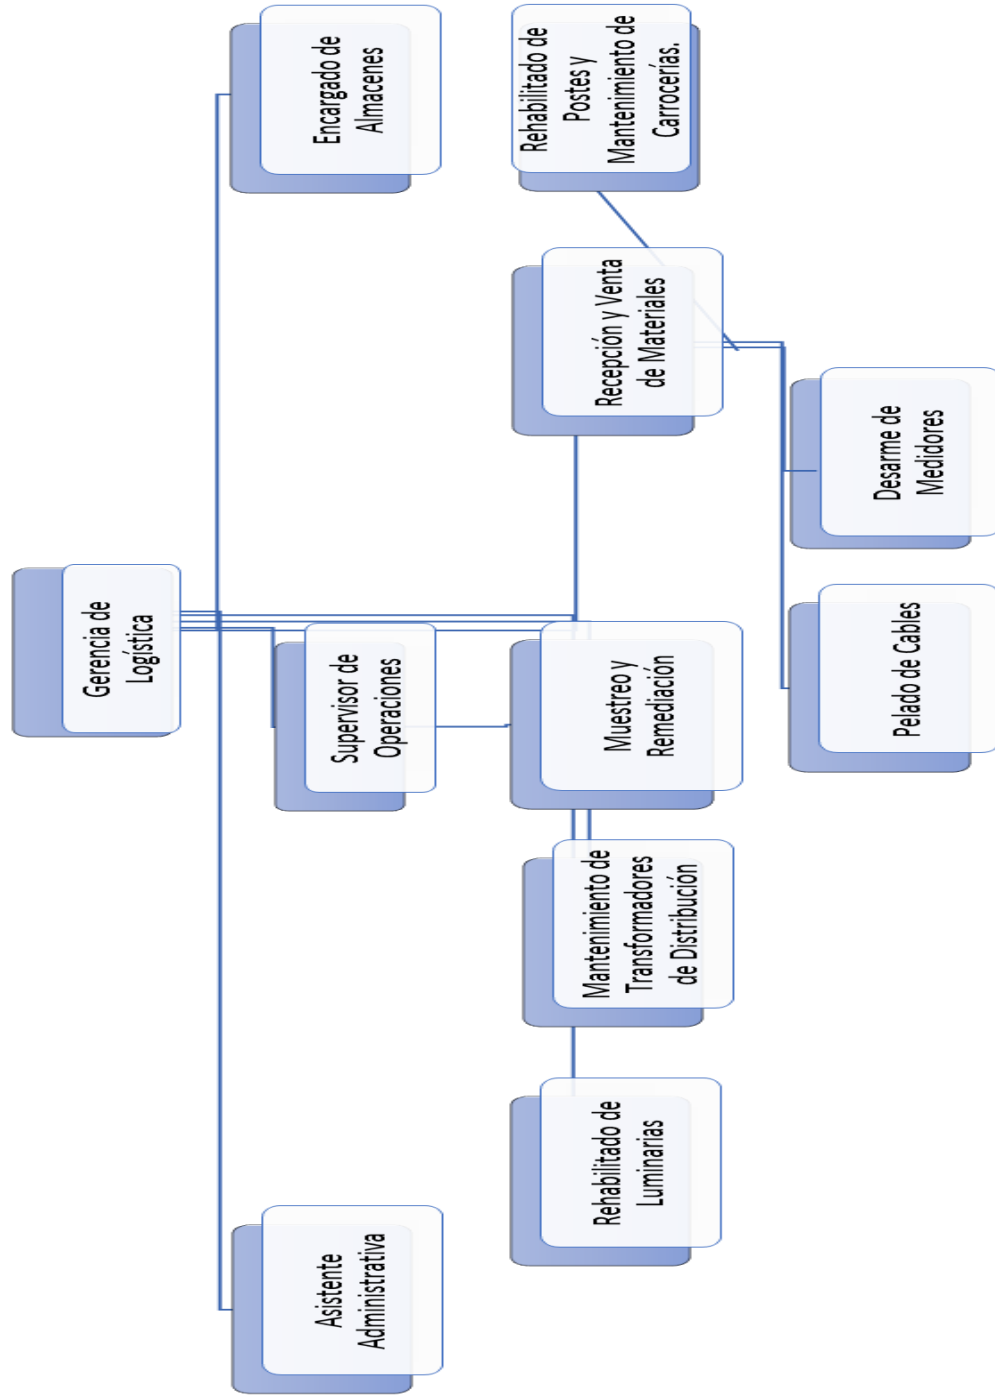 Gerencia de
Logística
Asistente
Administrativa
Supervisor de
Operaciones
Encargado de
Almacenes
Rehabilitado de
Luminarias
Mantenimiento de
Transformadores
de Distribución
Muestreo y
Remediación
Recepción y Venta
de Materiales
Rehabilitado de
Postes y
Mantenimiento de
Carrocerías.
Pelado de Cables
Desarme de
Medidores